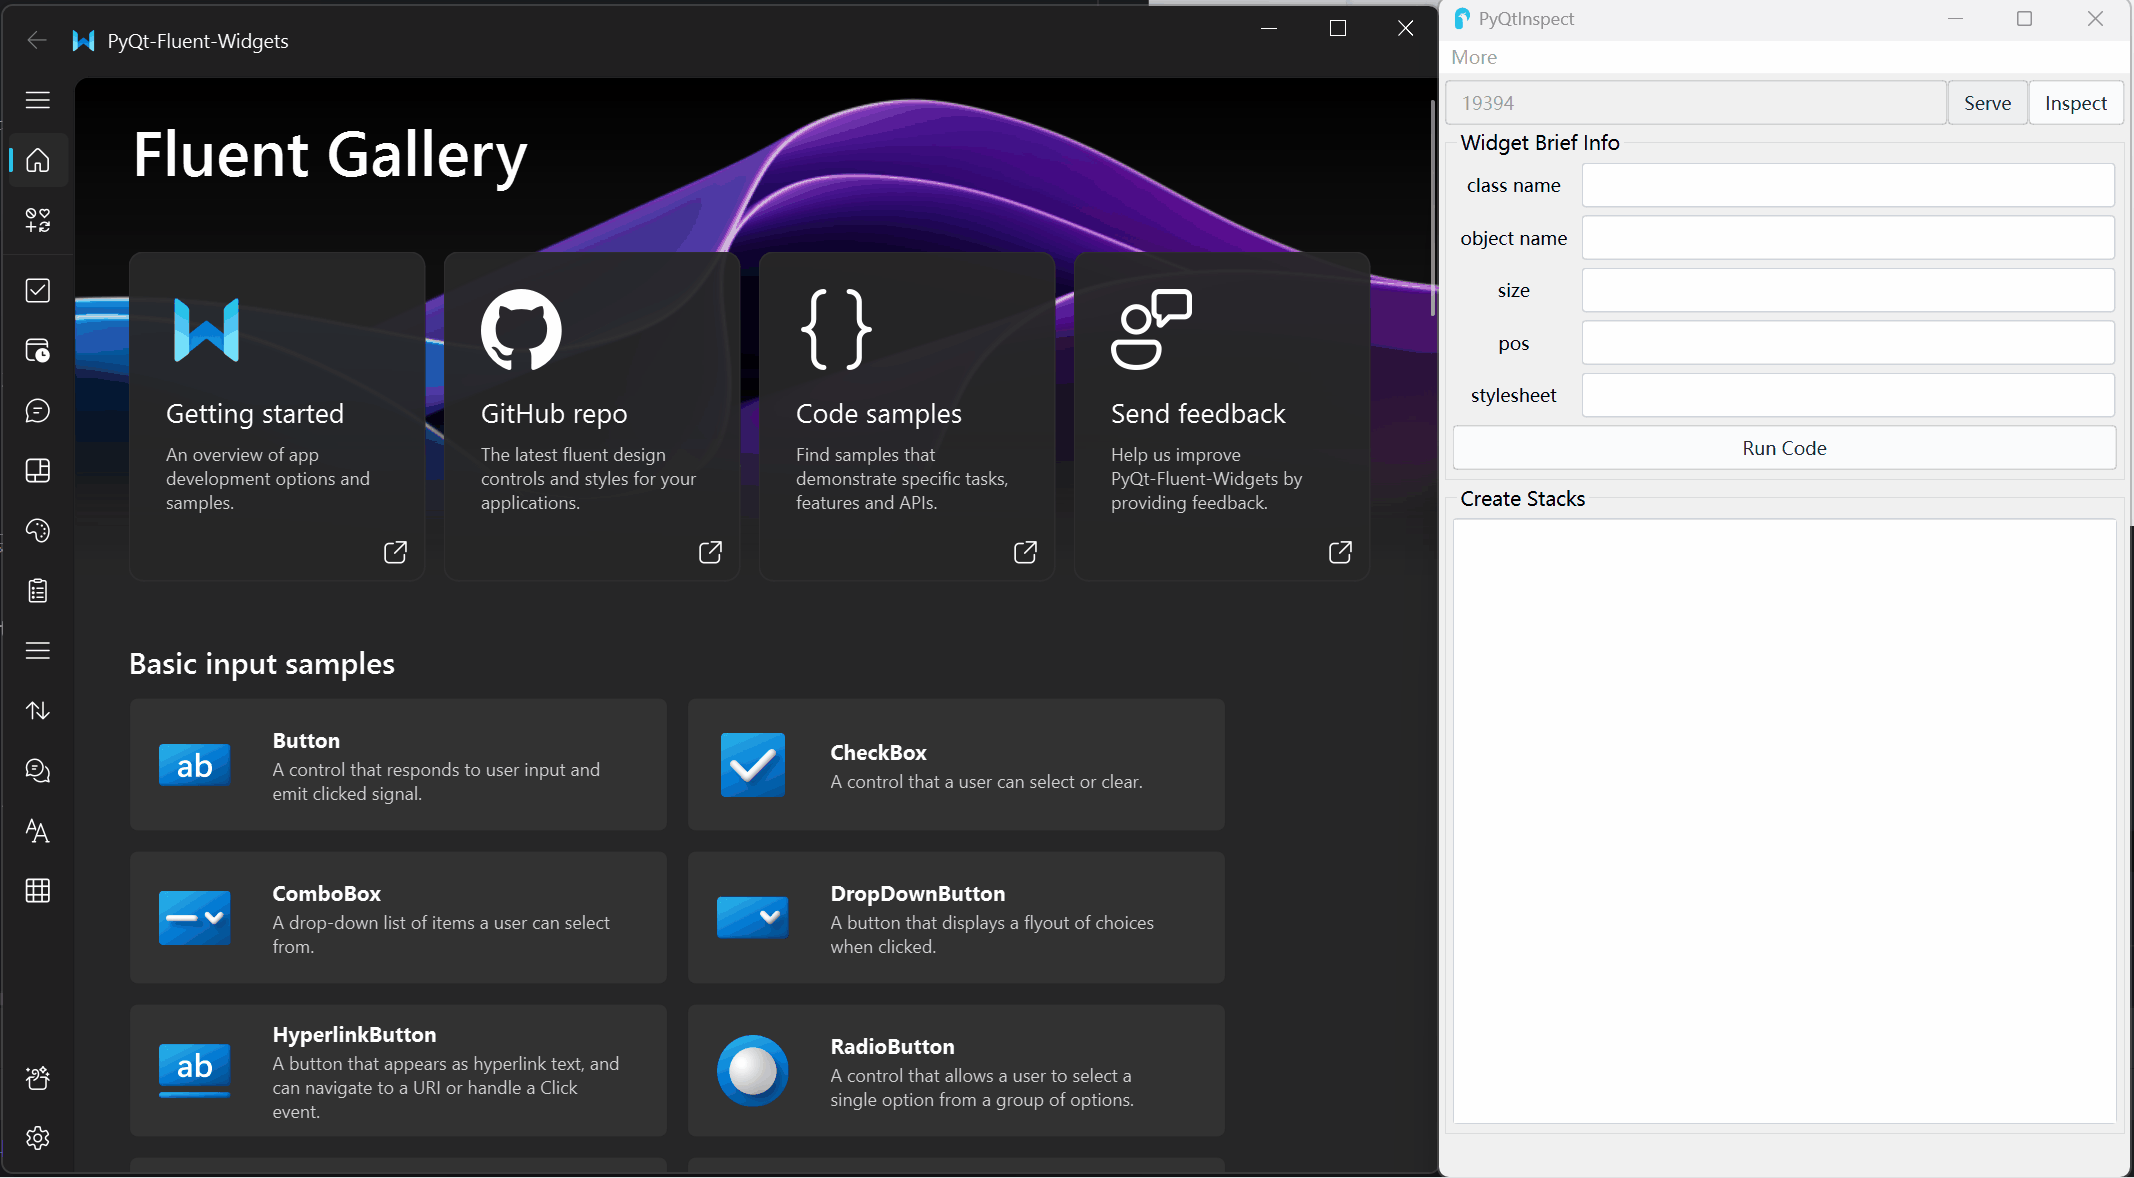 PyQt-Fluent-Widgets
Fluent Gallery
Getting started
An overview of app
development options and
samples.
GitHub repo
The latest fluent design
controls and styles for your
applications.
Code samples
Find samples that
demonstrate specific tasks,
features and APIs.
Send feedback
Help us improve
PyQt-Fluent-Widgets by
providing feedback.
Basic input samples
ab
Button
A control that responds to user input and
emit clicked signal.
CheckBox
A control that a user can select or clear.
ComboBox
A drop-down list of items a user can select
from.
DropDownButton
A button that displays a flyout of choices
when clicked.
ab
HyperlinkButton
A button that appears as hyperlink text, and
can navigate to a URI or handle a Click
event.
RadioButton
A control that allows a user to select a
single option from a group of options.
PyQtInspect
More
19394
Serve
Inspect
Widget Brief Info
class name
object name
size
pos
stylesheet
Run Code
Create Stacks